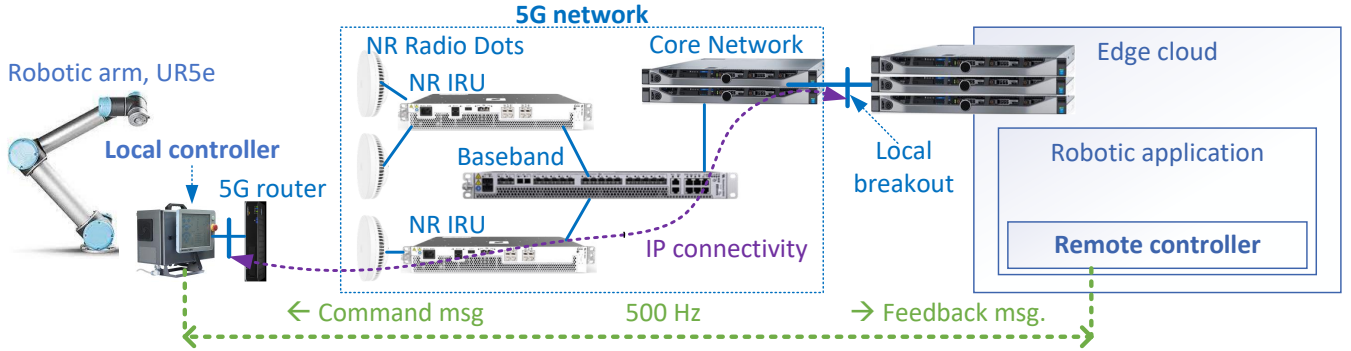 5G network
NR Radio Dots
Core Network
Edge cloud
Robotic arm, UR5e
NR IRU
Local controller
Baseband
Local
breakout
Robotic application
5G router
NR IRU
IP connectivity
Remote controller
← Command msg
500 Hz
→ Feedback msg.